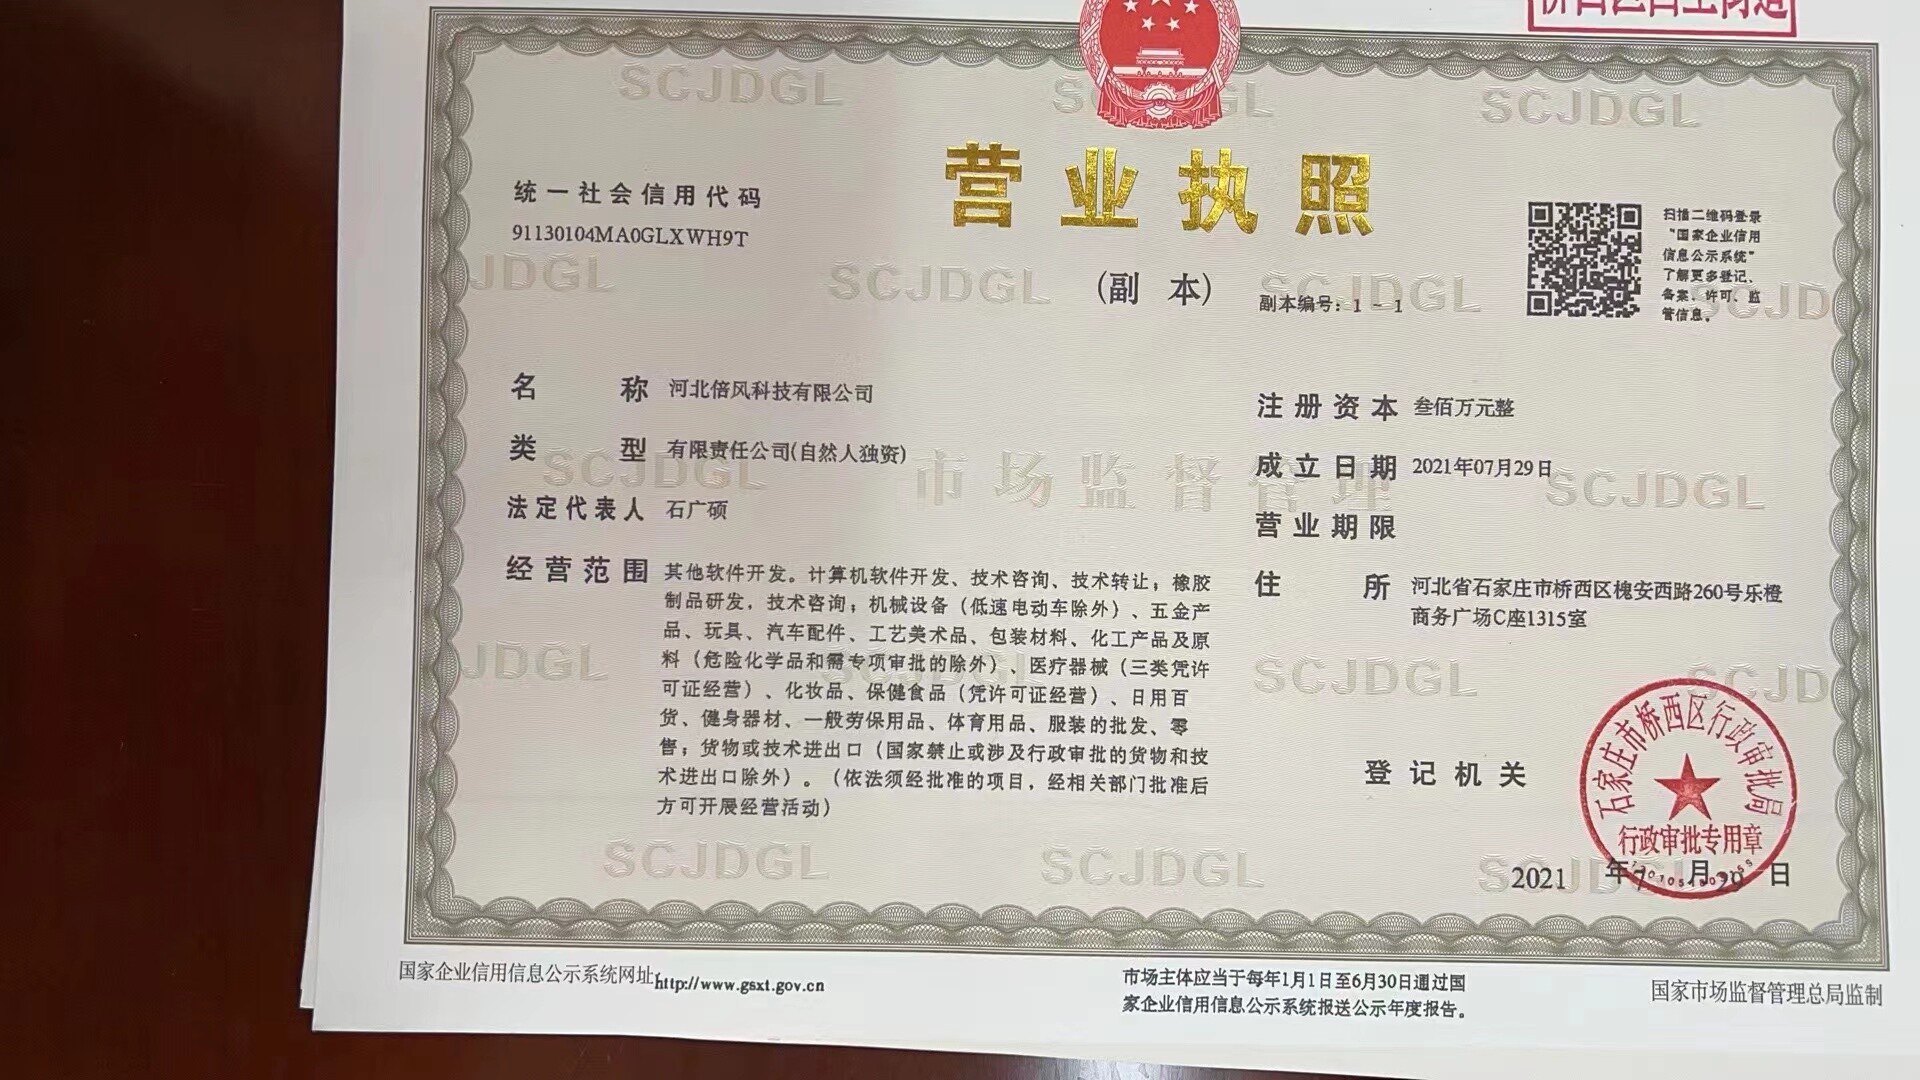 营业执照
(副 本)
副本编号：1 - 1
统一社会信用代码
91130104MA0GLXWH9T
扫描二维码登录
“国家企业信用
信息公示系统”
了解更多登记、
备案、许可、监
管信息。
名 称 河北倍风科技有限公司
类 型 有限责任公司(自然人独资)
法定代表人 石广硕
经营范围 其他软件开发。计算机软件开发、技术咨询、技术转让；橡胶
制品研发，技术咨询；机械设备（低速电动车除外）、五金产
品、玩具、汽车配件、工艺美术品、包装材料、化工产品及原
料（危险化学品和需专项审批的除外）、医疗器械（三类凭许
可证经营）、化妆品、保健食品（凭许可证经营）、日用百
货、健身器材、一般劳保用品、体育用品、服装的批发、零
售；货物或技术进出口（国家禁止或涉及行政审批的货物和技
术进出口除外）。（依法须经批准的项目，经相关部门批准后
方可开展经营活动）
注册资本 叁佰万元整
成立日期 2021年07月29日
营业期限
住 所 河北省石家庄市桥西区槐安西路260号乐橙
商务广场C座1315室
登记机关
石家庄市桥西区行政审批局
行政审批专用章
2021 年 7 月 29 日
国家企业信用信息公示系统网址:http://www.gsxt.gov.cn
市场主体应当于每年1月1日至6月30日通过国
家企业信用信息公示系统报送公示年度报告。
国家市场监督管理总局监制
SCJDGL
市场监督管理